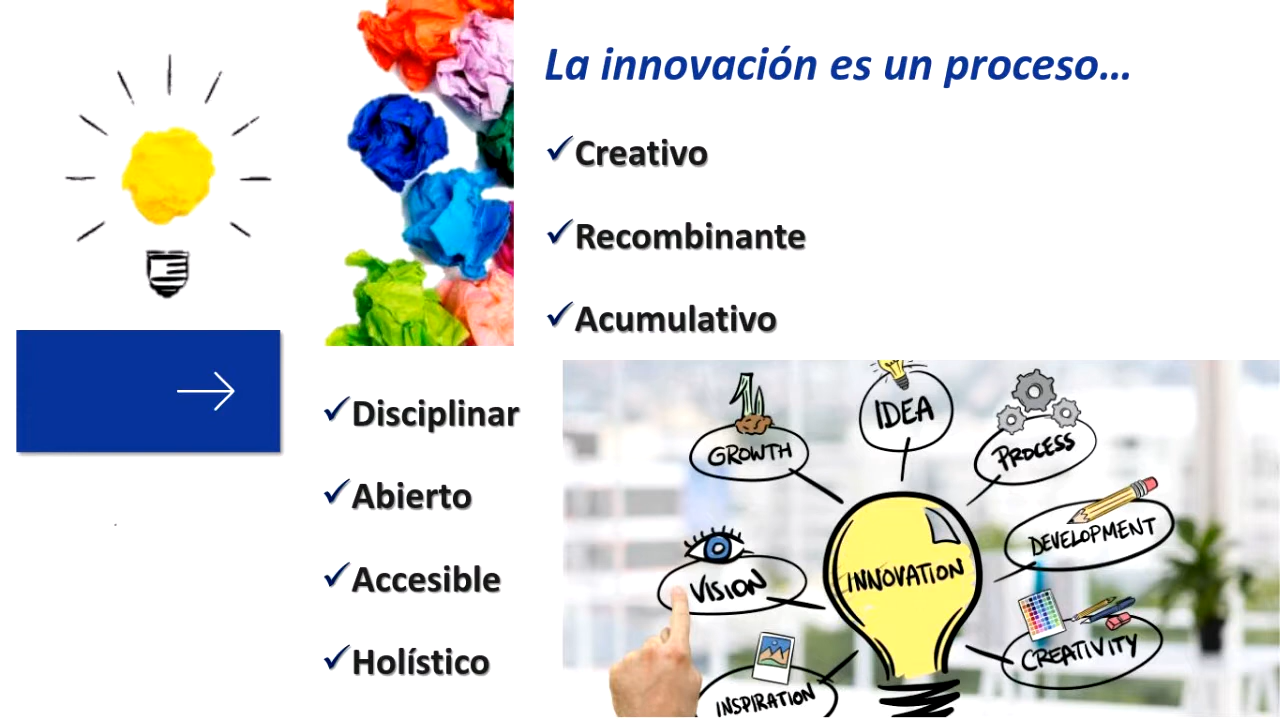 La innovación es un proceso…
Creativo
Recombinante
Acumulativo
Disciplinar
Abierto
Accesible
Holístico
IDEA
GROWTH
PROCESS
DEVELOPMENT
INNOVATION
VISION
CREATIVITY
INSPIRATION